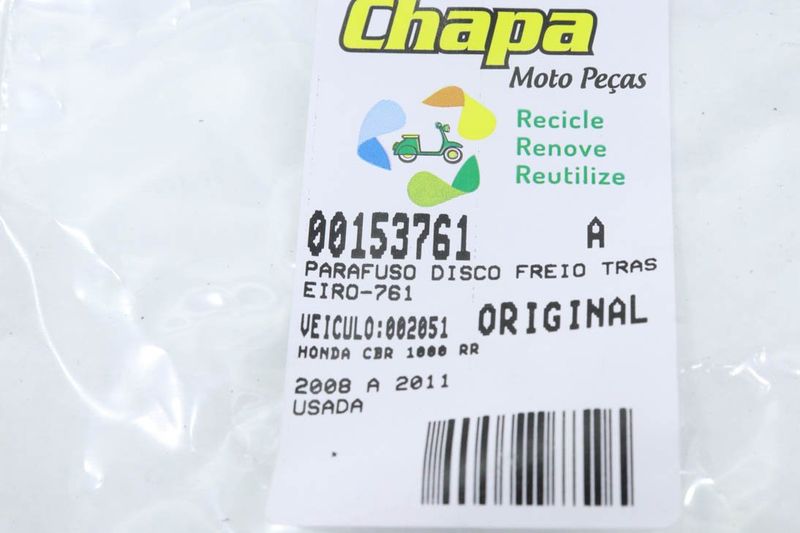 Chapa
Moto Peças
Recicle
Renove
Reutilize
00153761 A
PARAFUSO DISCO FREIO TRAS
EIRO-761
VEICULO:002051 ORIGINAL
HONDA CBR 1000 RR
2008 A 2011
USADA